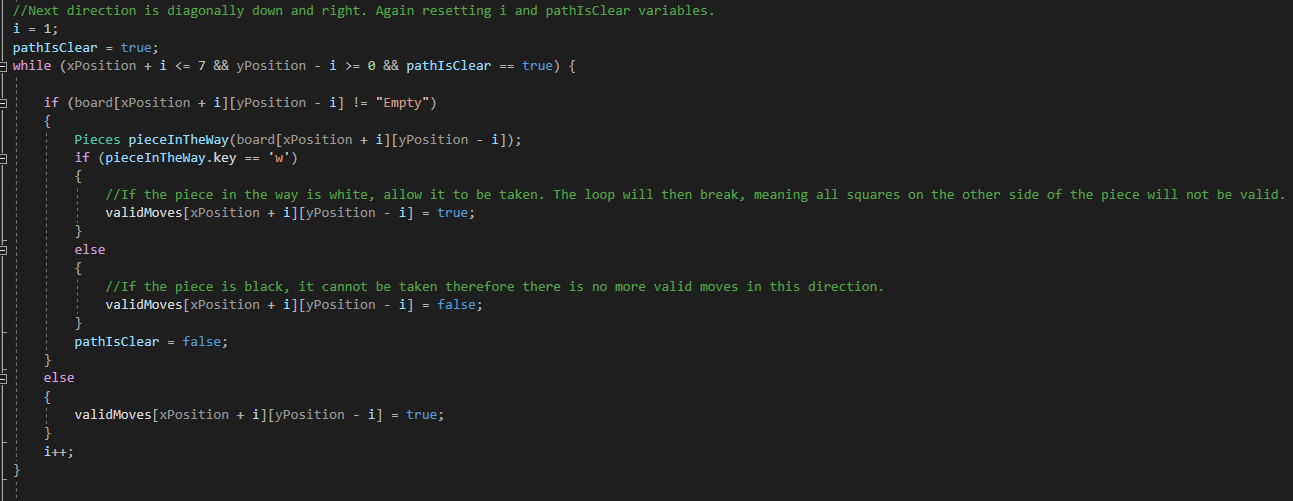 //Next direction is diagonally down and right. Again resetting i and pathIsClear variables.
i = 1;
pathIsClear = true;
while (xPosition + i <= 7 && yPosition - i >= 0 && pathIsClear == true) {
if (board[xPosition + i][yPosition - i] != "Empty")
{
Pieces pieceInTheWay(board[xPosition + i][yPosition - i]);
if (pieceInTheWay.key == 'w')
{
//If the piece in the way is white, allow it to be taken. The loop will then break, meaning all squares on the other side of the piece will not be valid.
validMoves[xPosition + i][yPosition - i] = true;
}
else
{
//If the piece is black, it cannot be taken therefore there is no more valid moves in this direction.
validMoves[xPosition + i][yPosition - i] = false;
}
pathIsClear = false;
}
else
{
validMoves[xPosition + i][yPosition - i] = true;
}
i++;
}